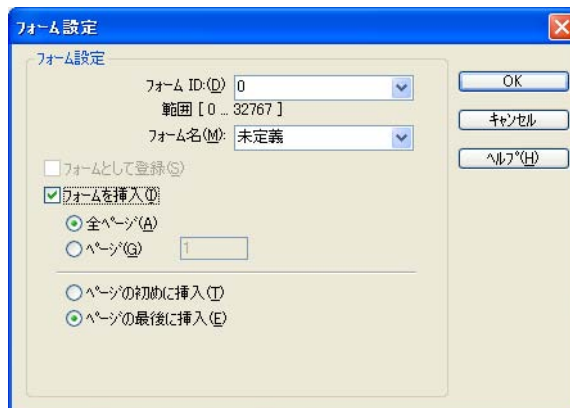 フォーム設定
フォーム設定
フォーム ID:(D) 0
範囲 [ 0 ... 32767 ]
フォーム名(M): 未定義
フォームとして登録(S)
フォームを挿入(I)
全ページ(A)
ページ(G) 1
ページの初めに挿入(T)
ページの最後に挿入(E)
OK
キャンセル
ヘルプ(H)